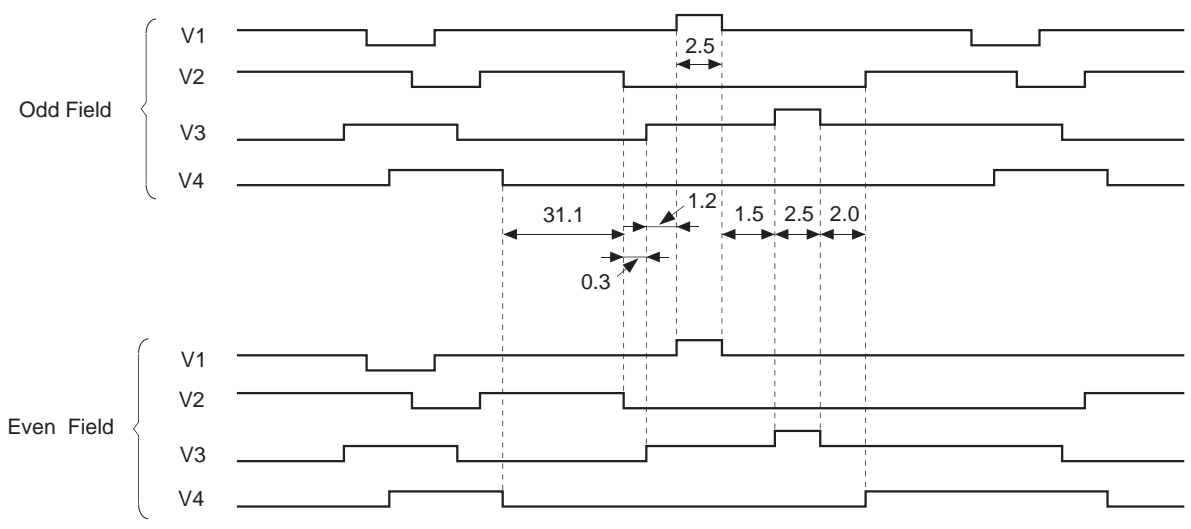 Odd Field
V1
2.5
V2
V3
V4
31.1
1.2
1.5
2.5
2.0
0.3
Even Field
V1
V2
V3
V4